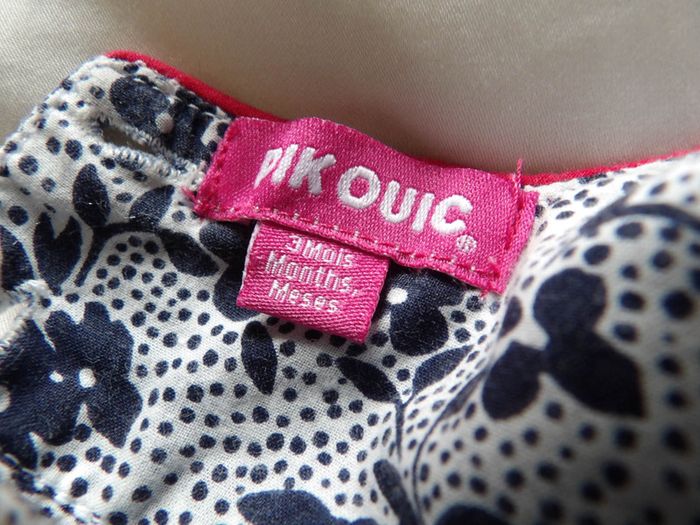 PIK OUIC®
3 Mois
Months,
Meses